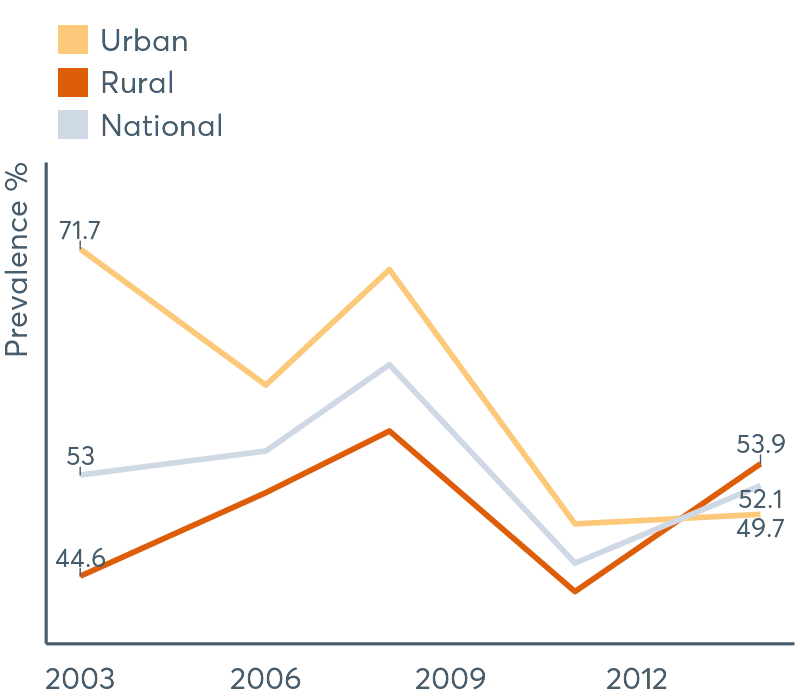 Urban
Rural
National
Prevalence %
71.7
53
44.6
53.9
52.1
49.7
2003 2006 2009 2012